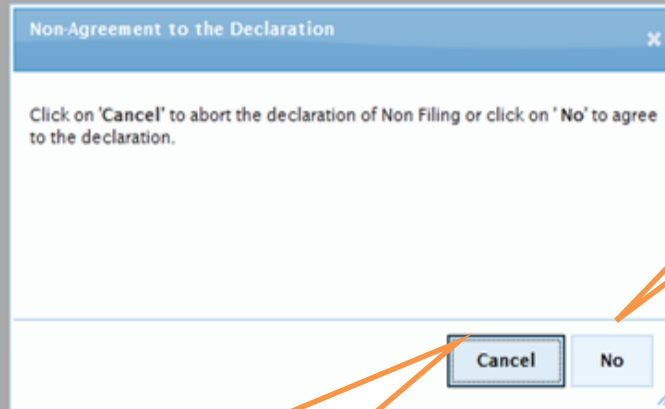 Non-Agreement to the Declaration
Click on 'Cancel' to abort the declaration of Non Filing or click on ' No' to agree
to the declaration.
Cancel
No